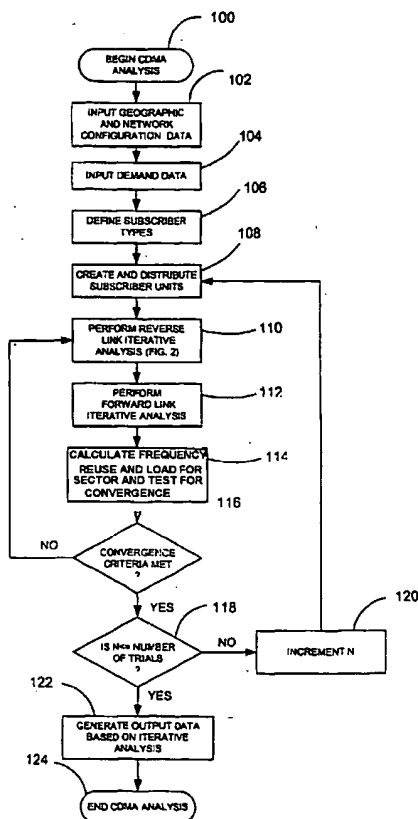 100
BEGIN CDMA
ANALYSIS
102
INPUT GEOGRAPHIC
AND NETWORK
CONFIGURATION DATA
104
INPUT DEMAND DATA
106
DEFINE SUBSCRIBER
TYPES
108
CREATE AND DISTRIBUTE
SUBSCRIBER UNITS
110
PERFORM REVERSE
LINK ITERATIVE
ANALYSIS (FIG. 2)
112
PERFORM
FORWARD LINK
ITERATIVE ANALYSIS
114
CALCULATE FREQUENCY
REUSE AND LOAD FOR
SECTOR AND TEST FOR
CONVERGENCE
116
NO
CONVERGENCE
CRITERIA MET
?
YES
118
120
IS N<= NUMBER
OF TRIALS
?
NO
INCREMENT N
YES
122
GENERATE OUTPUT DATA
BASED ON ITERATIVE
ANALYSIS
124
END CDMA ANALYSIS